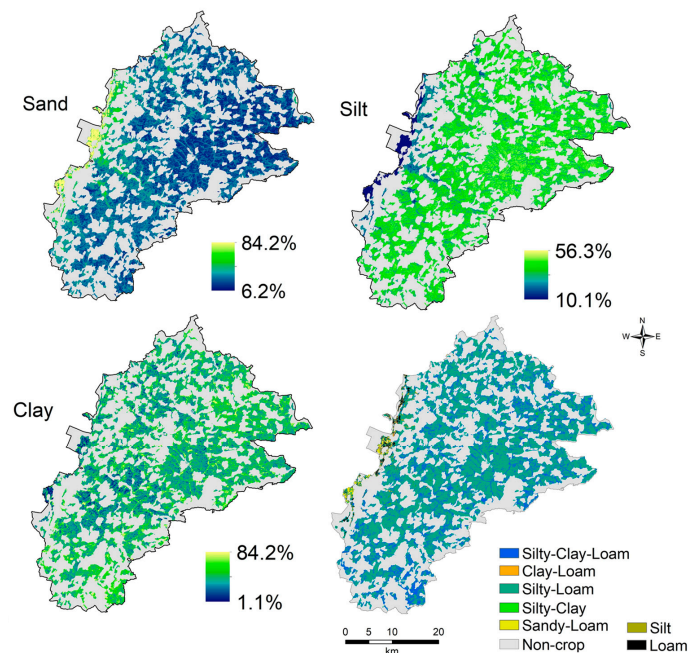 Sand
84.2%
6.2%
Silt
56.3%
10.1%
N
W E
S
Clay
84.2%
1.1%
Silty-Clay-Loam
Clay-Loam
Silty-Loam
Silty-Clay
Sandy-Loam
Non-crop
Silt
Loam
0 5 10 20
km